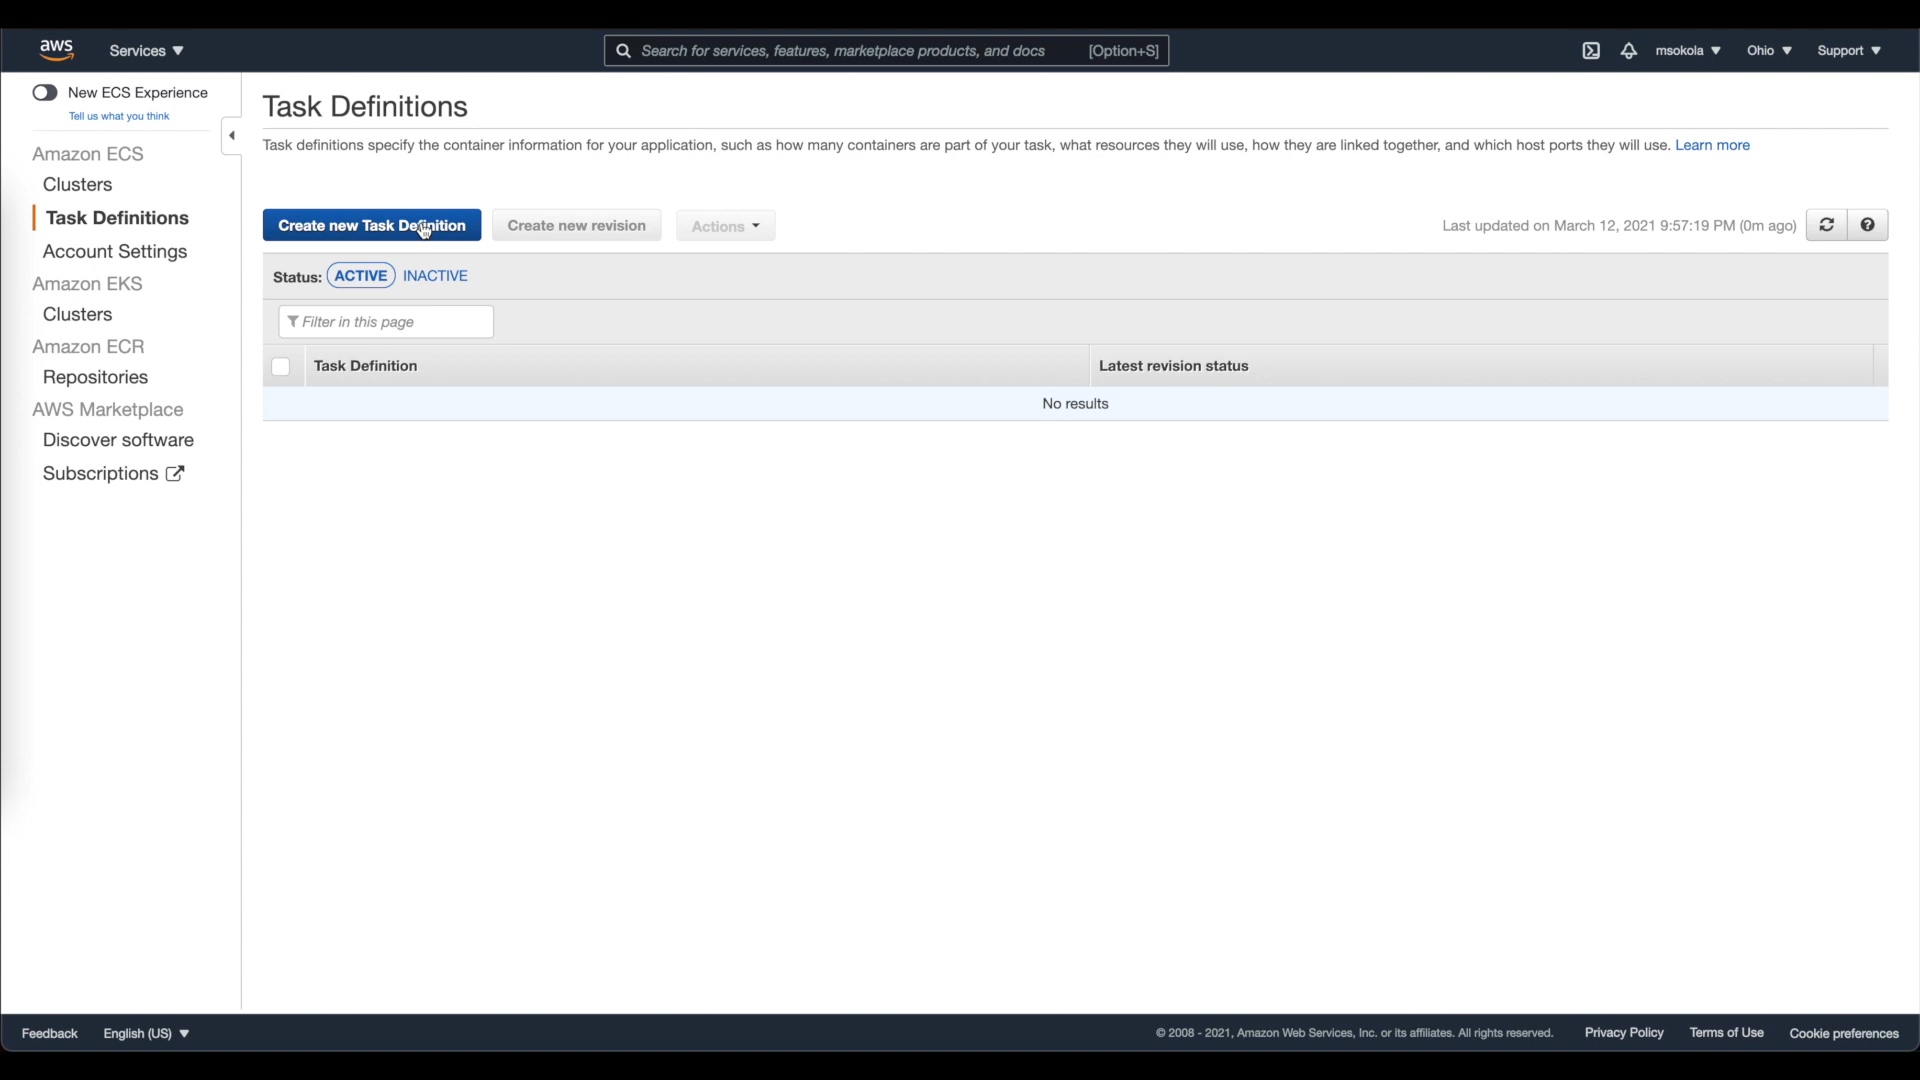 aws
Services
Search for services, features, marketplace products, and docs
[Option+S]
msokola
Ohio
Support
New ECS Experience
Tell us what you think
Amazon ECS
Clusters
Task Definitions
Account Settings
Amazon EKS
Clusters
Amazon ECR
Repositories
AWS Marketplace
Discover software
Subscriptions
Task Definitions
Task definitions specify the container information for your application, such as how many containers are part of your task, what resources they will use, how they are linked together, and which host ports they will use. Learn more
Create new Task Definition
Create new revision
Actions
Last updated on March 12, 2021 9:57:19 PM (0m ago)
Status: ACTIVE INACTIVE
Filter in this page
Task Definition
Latest revision status
No results
Feedback
English (US)
© 2008 - 2021, Amazon Web Services, Inc. or its affiliates. All rights reserved.
Privacy Policy
Terms of Use
Cookie preferences